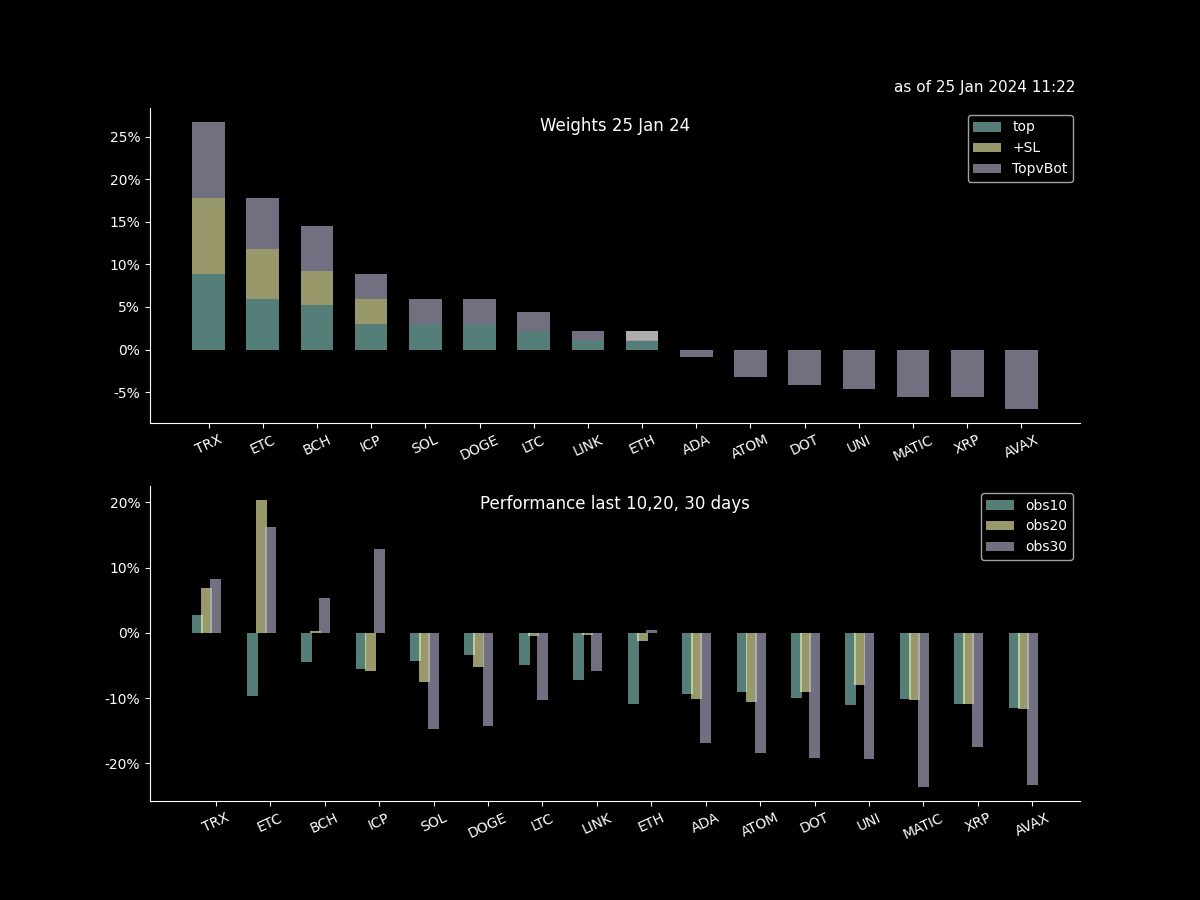 as of 25 Jan 2024 11:22
Weights 25 Jan 24
top
+SL
TopvBot
25%
20%
15%
10%
5%
0%
-5%
TRX ETC BCH ICP SOL DOGE LTC LINK ETH ADA ATOM DOT UNI MATIC XRP AVAX
Performance last 10,20, 30 days
obs10
obs20
obs30
20%
10%
0%
-10%
-20%
TRX ETC BCH ICP SOL DOGE LTC LINK ETH ADA ATOM DOT UNI MATIC XRP AVAX